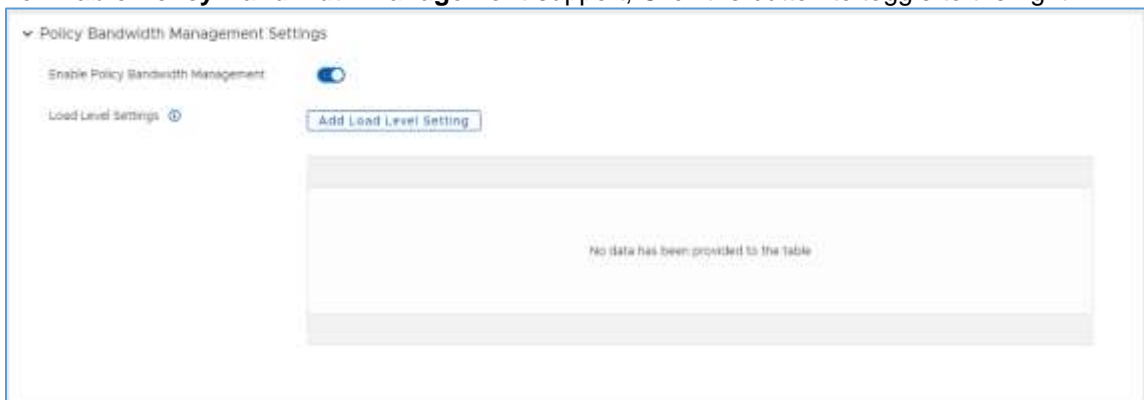 Policy Bandwidth Management Settings
Enable Policy Bandwidth Management
Load Level Settings
Add Load Level Setting
No data has been provided to the table